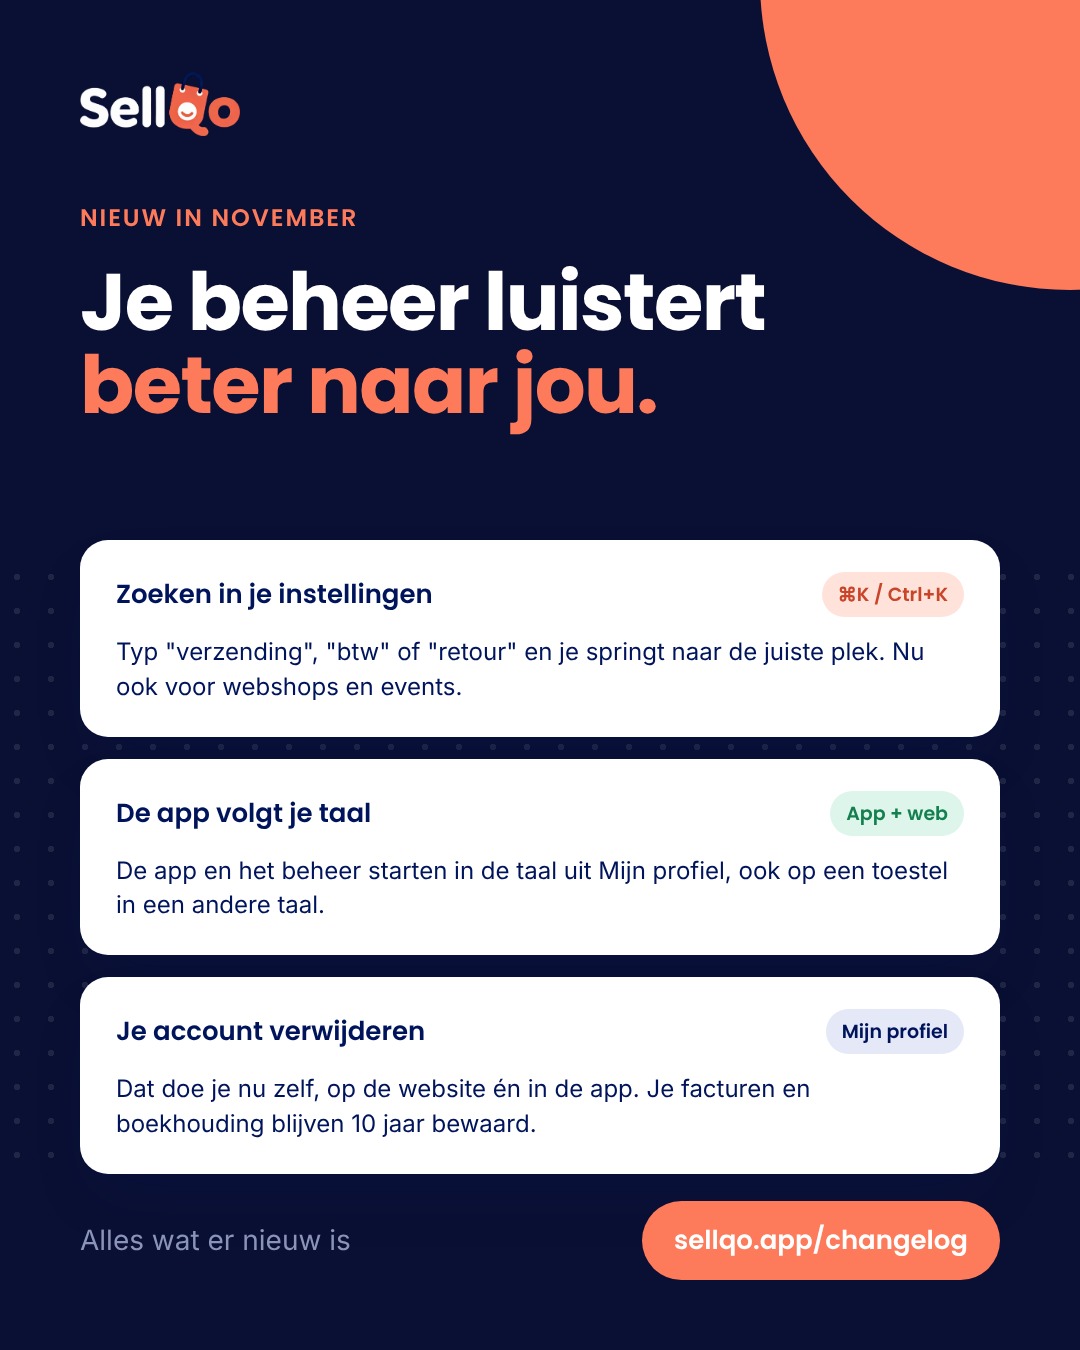 SellQo
NIEUW IN NOVEMBER
Je beheer luistert
beter naar jou.
Zoeken in je instellingen
⌘K / Ctrl+K
Typ "verzending", "btw" of "retour" en je springt naar de juiste plek. Nu
ook voor webshops en events.
De app volgt je taal
App + web
De app en het beheer starten in de taal uit Mijn profiel, ook op een toestel
in een andere taal.
Je account verwijderen
Mijn profiel
Dat doe je nu zelf, op de website én in de app. Je facturen en
boekhouding blijven 10 jaar bewaard.
Alles wat er nieuw is
sellqo.app/changelog